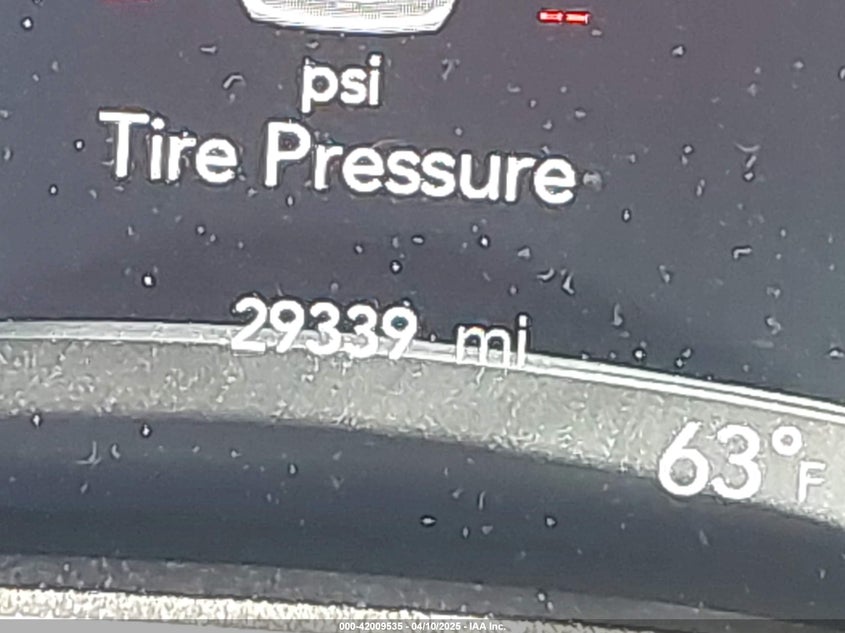 psi
Tire Pressure
29339 mi
63°F
000-42009535 - 04/10/2025 - IAA Inc.